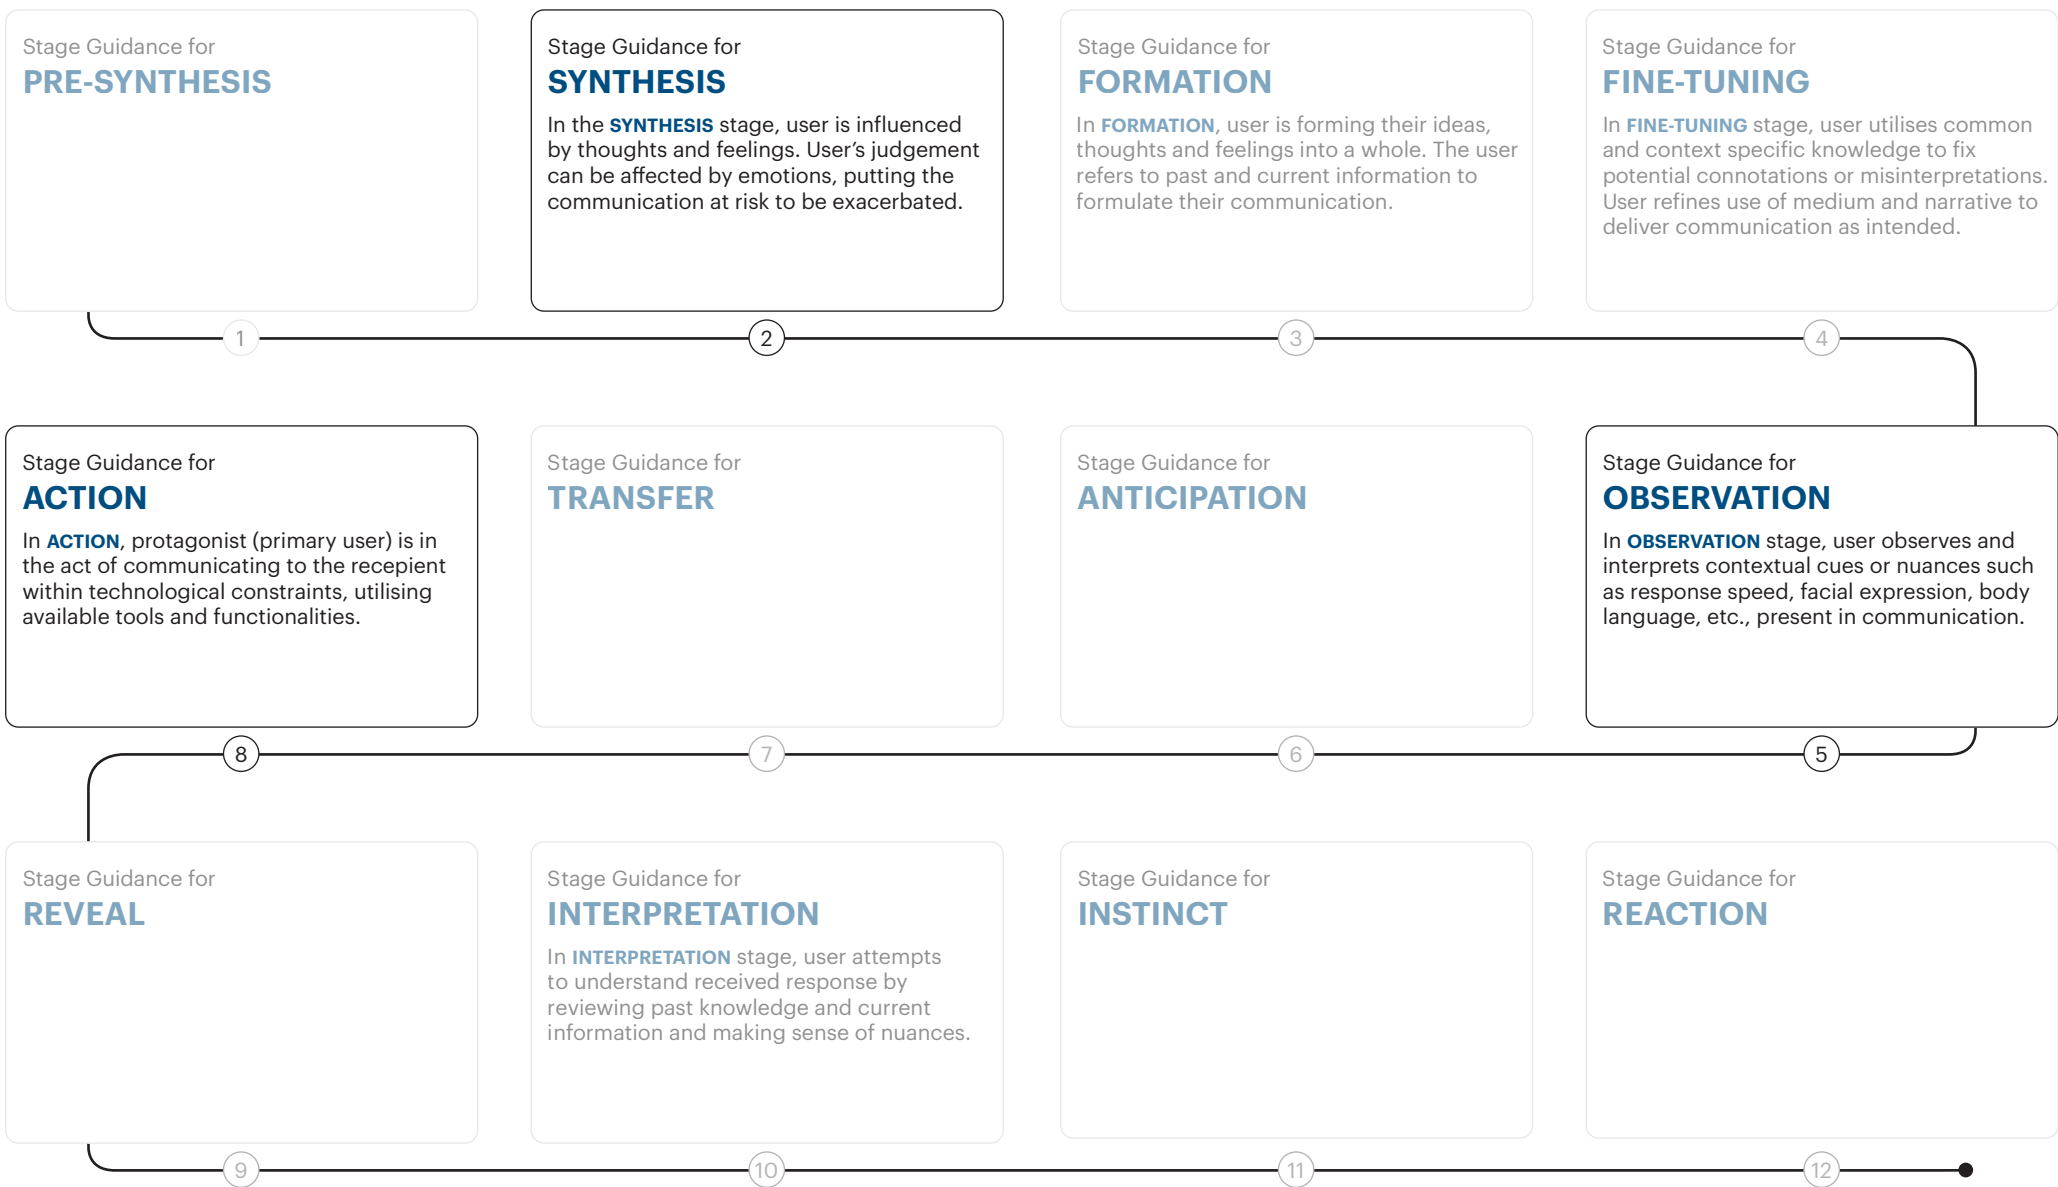 Stage Guidance for
PRE-SYNTHESIS
1
Stage Guidance for
SYNTHESIS
In the SYNTHESIS stage, user is influenced
by thoughts and feelings. User’s judgement
can be affected by emotions, putting the
communication at risk to be exacerbated.
2
Stage Guidance for
FORMATION
In FORMATION, user is forming their ideas,
thoughts and feelings into a whole. The user
refers to past and current information to
formulate their communication.
3
Stage Guidance for
FINE-TUNING
In FINE-TUNING stage, user utilises common
and context specific knowledge to fix
potential connotations or misinterpretations.
User refines use of medium and narrative to
deliver communication as intended.
4
Stage Guidance for
OBSERVATION
In OBSERVATION stage, user observes and
interprets contextual cues or nuances such
as response speed, facial expression, body
language, etc., present in communication.
5
Stage Guidance for
ANTICIPATION
6
Stage Guidance for
TRANSFER
7
Stage Guidance for
ACTION
In ACTION, protagonist (primary user) is in
the act of communicating to the recepient
within technological constraints, utilising
available tools and functionalities.
8
Stage Guidance for
REVEAL
9
Stage Guidance for
INTERPRETATION
In INTERPRETATION stage, user attempts
to understand received response by
reviewing past knowledge and current
information and making sense of nuances.
10
Stage Guidance for
INSTINCT
11
Stage Guidance for
REACTION
12